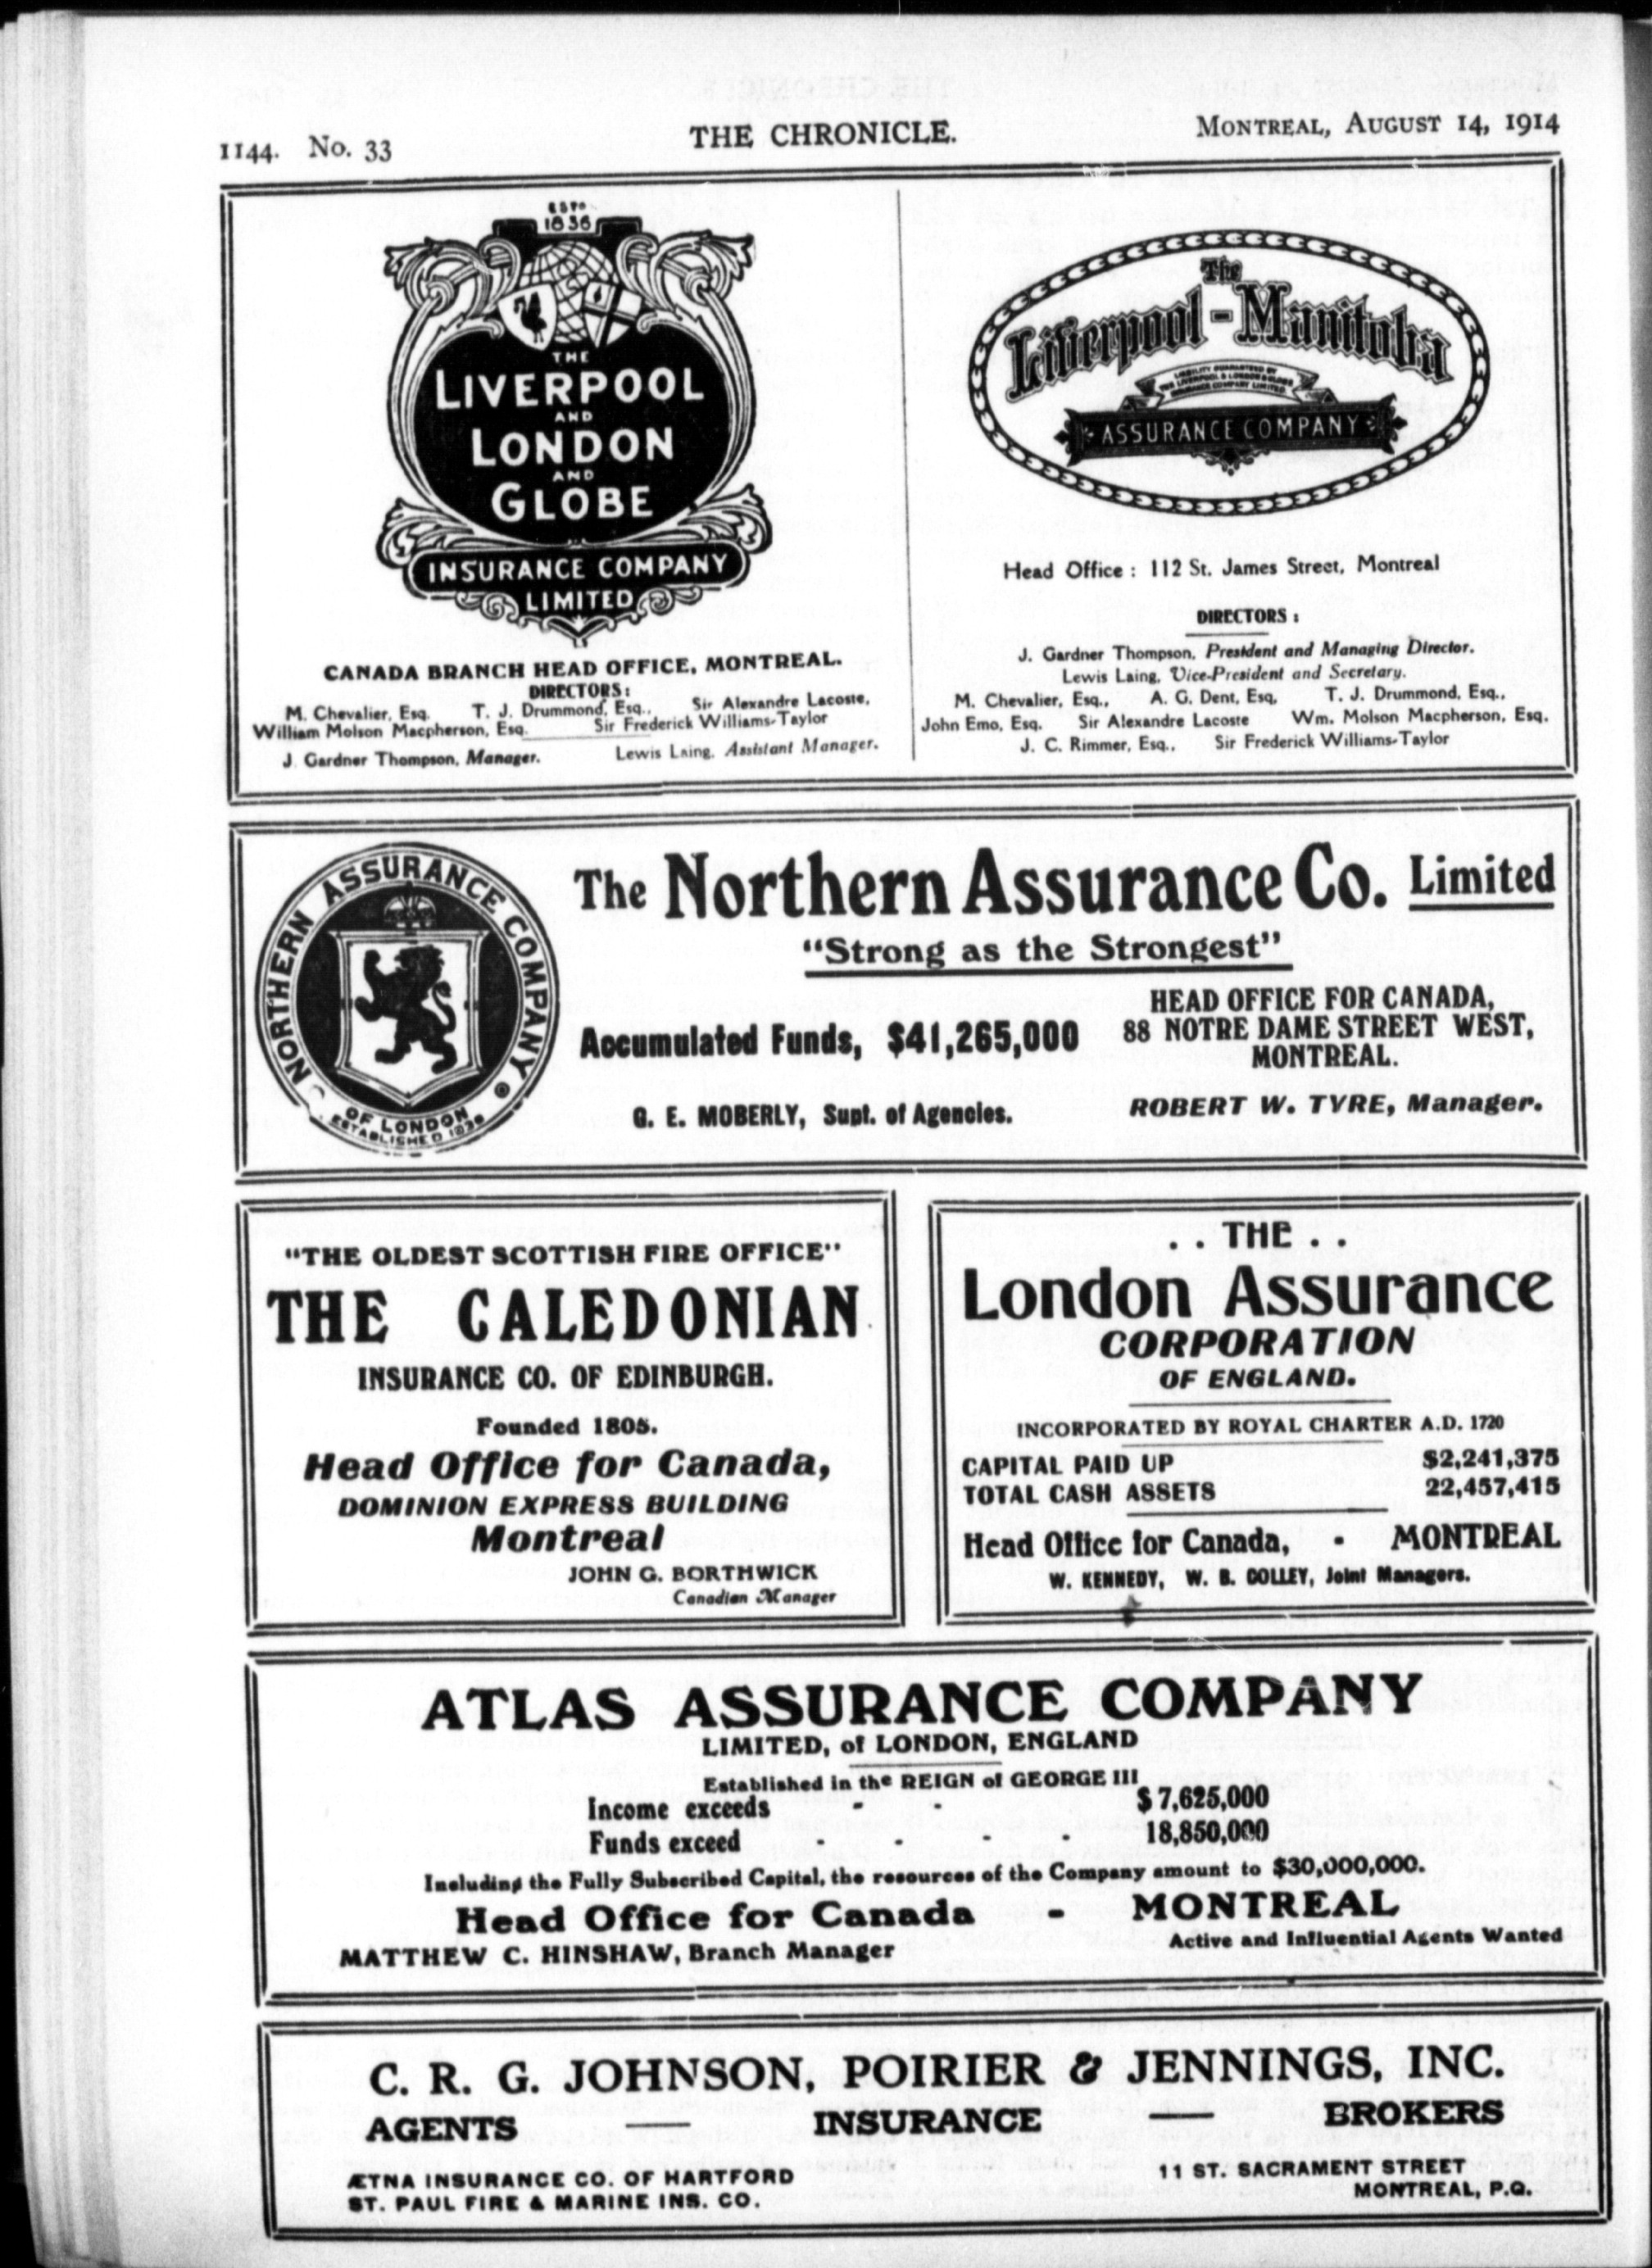 1144. No. 33
THE CHRONICLE.
MONTREAL, AUGUST 14, 1914
ESTD
1836
THE
LIVERPOOL
AND
LONDON
AND
GLOBE
INSURANCE COMPANY
LIMITED
CANADA BRANCH HEAD OFFICE, MONTREAL.
DIRECTORS:
M. Chevalier, Esq. T. J. Drummond, Esq., Sir Alexandre Lacoste,
William Molson Macpherson, Esq. Sir Frederick Williams-Taylor
J. Gardner Thompson, Manager. Lewis Laing, Assistant Manager.
The
Liverpool-Manitoba
LIABILITY GUARANTEED BY
THE LIVERPOOL & LONDON & GLOBE
INSURANCE COMPANY LIMITED
ASSURANCE COMPANY
Head Office : 112 St. James Street, Montreal
DIRECTORS :
J. Gardner Thompson, President and Managing Director.
Lewis Laing, Vice-President and Secretary.
M. Chevalier, Esq., A. G. Dent, Esq, T. J. Drummond, Esq.,
John Emo, Esq. Sir Alexandre Lacoste Wm. Molson Macpherson, Esq.
J. C. Rimmer, Esq., Sir Frederick Williams-Taylor
NORTHERN ASSURANCE COMPANY
OF LONDON
ESTABLISHED 1836
The Northern Assurance Co. Limited
"Strong as the Strongest"
Accumulated Funds, $41,265,000
HEAD OFFICE FOR CANADA,
88 NOTRE DAME STREET WEST,
MONTREAL.
G. E. MOBERLY, Supt. of Agencies.
ROBERT W. TYRE, Manager.
"THE OLDEST SCOTTISH FIRE OFFICE"
THE CALEDONIAN
INSURANCE CO. OF EDINBURGH.
Founded 1805.
Head Office for Canada,
DOMINION EXPRESS BUILDING
Montreal
JOHN G. BORTHWICK
Canadian Manager
. . THE . .
London Assurance
CORPORATION
OF ENGLAND.
INCORPORATED BY ROYAL CHARTER A.D. 1720
CAPITAL PAID UP $2,241,375
TOTAL CASH ASSETS 22,457,415
Head Office for Canada, - MONTREAL
W. KENNEDY, W. B. COLLEY, Joint Managers.
ATLAS ASSURANCE COMPANY
LIMITED, of LONDON, ENGLAND
Established in the REIGN of GEORGE III
Income exceeds - - $ 7,625,000
Funds exceed - - - - 18,850,000
Including the Fully Subscribed Capital, the resources of the Company amount to $30,000,000.
Head Office for Canada - MONTREAL
MATTHEW C. HINSHAW, Branch Manager
Active and Influential Agents Wanted
C. R. G. JOHNSON, POIRIER & JENNINGS, INC.
AGENTS — INSURANCE — BROKERS
ÆTNA INSURANCE CO. OF HARTFORD
ST. PAUL FIRE & MARINE INS. CO.
11 ST. SACRAMENT STREET
MONTREAL, P.Q.